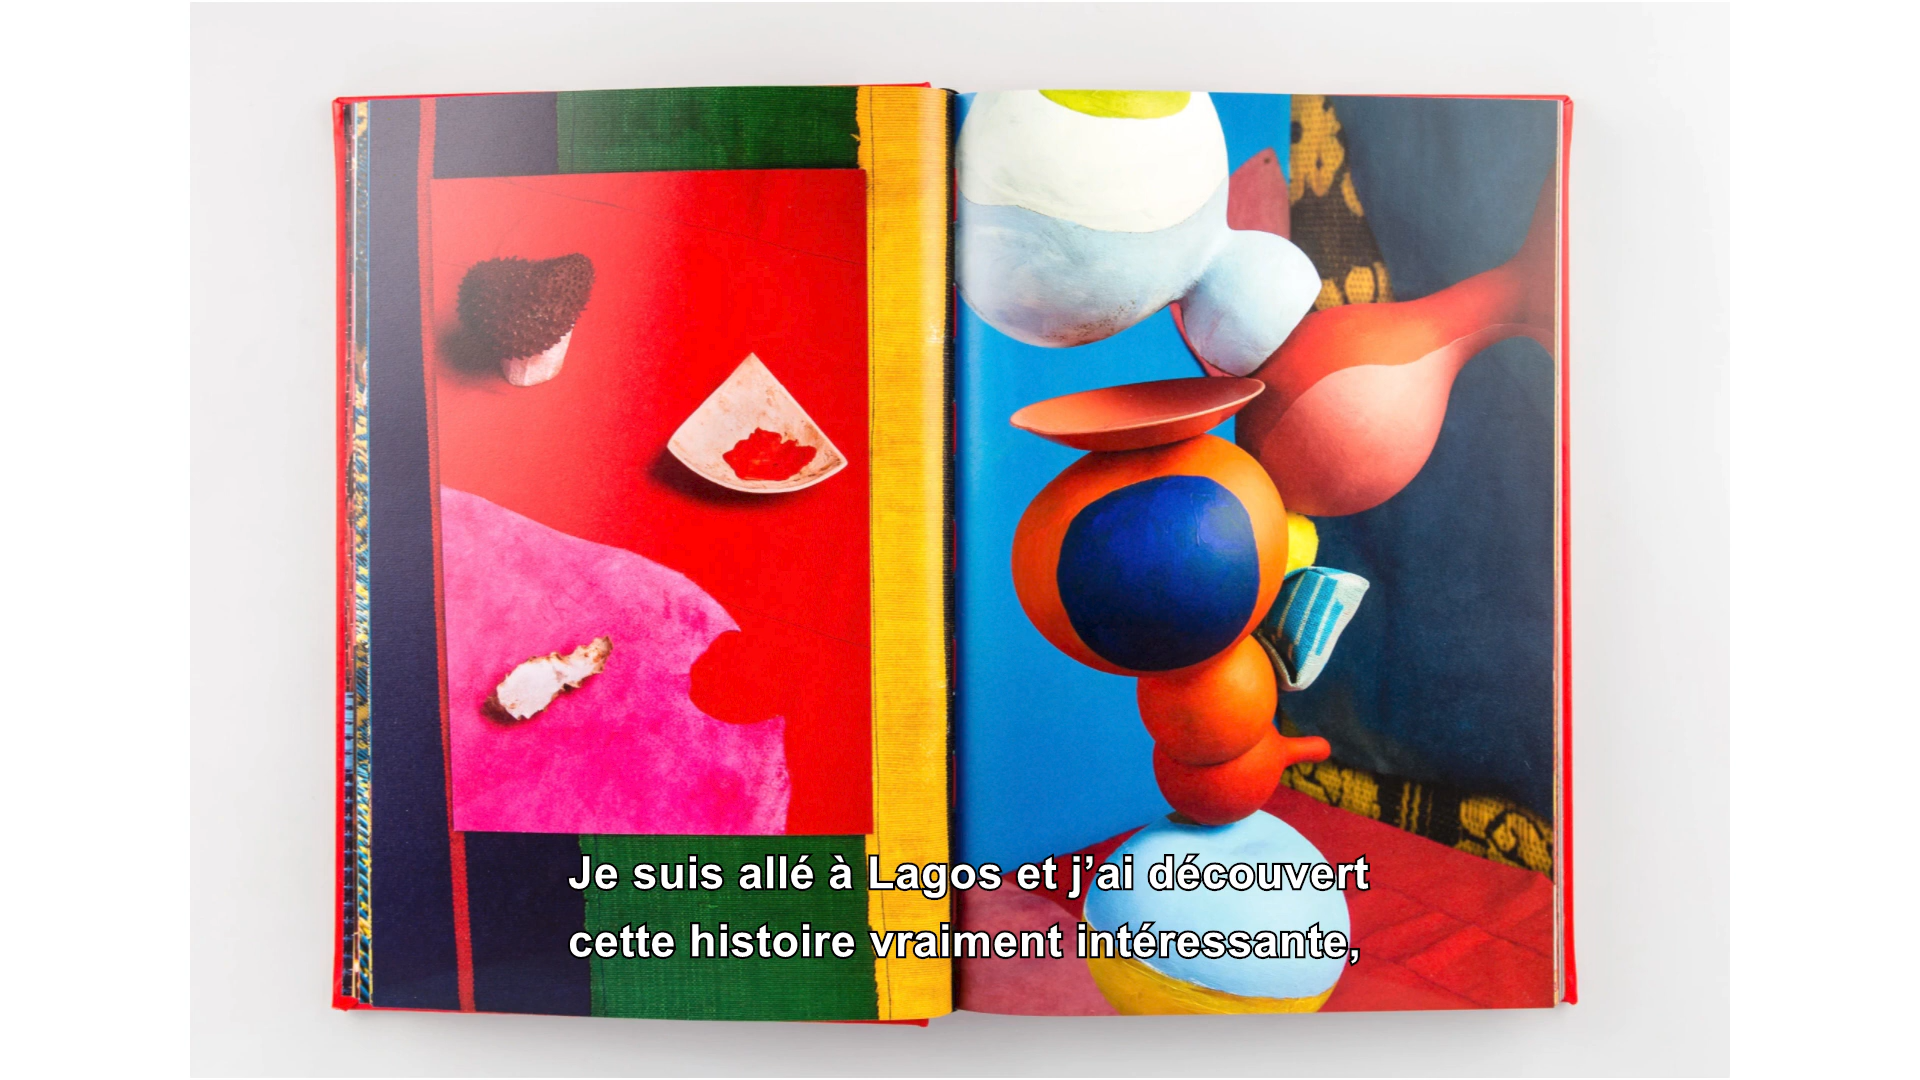 Je suis allé à Lagos et j’ai découvert
cette histoire vraiment intéressante,